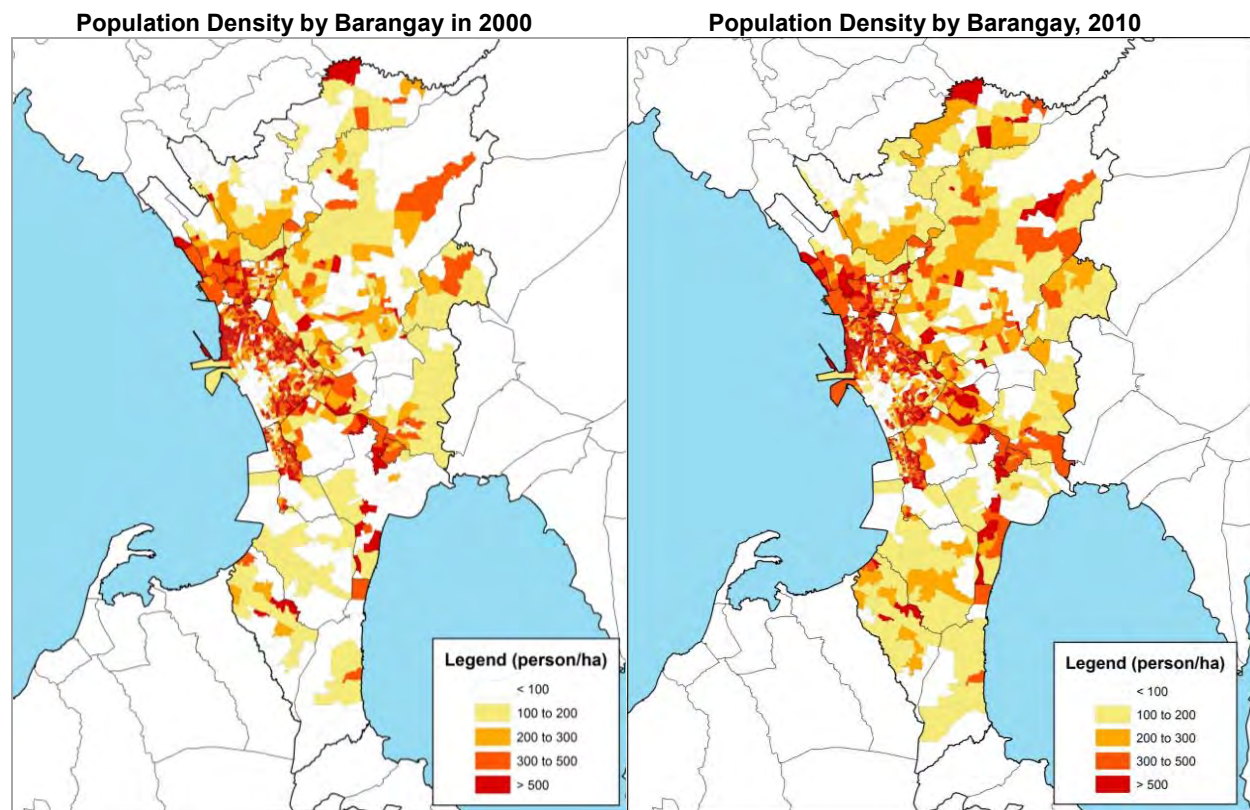 Population Density by Barangay in 2000
Population Density by Barangay, 2010
Legend (person/ha)
< 100
100 to 200
200 to 300
300 to 500
> 500
Legend (person/ha)
< 100
100 to 200
200 to 300
300 to 500
> 500